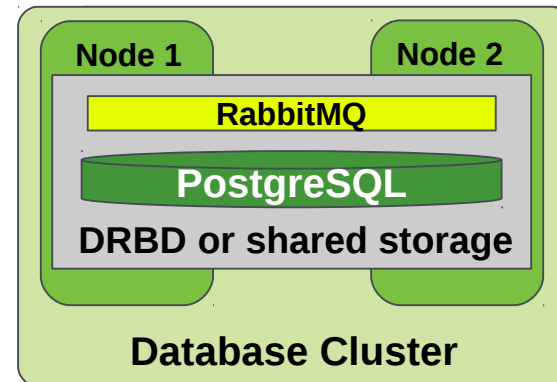 Node 1
Node 2
RabbitMQ
PostgreSQL
DRBD or shared storage
Database Cluster